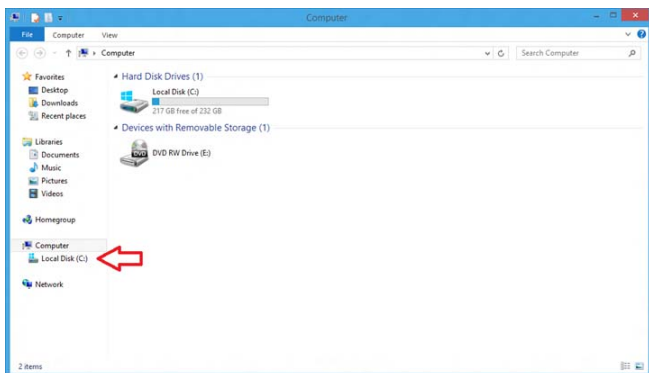 Computer
File Computer View
Computer
Search Computer
Favorites
Desktop
Downloads
Recent places
Libraries
Documents
Music
Pictures
Videos
Homegroup
Computer
Local Disk (C:)
Network
Hard Disk Drives (1)
Local Disk (C:)
217 GB free of 232 GB
Devices with Removable Storage (1)
DVD
DVD RW Drive (E:)
2 items